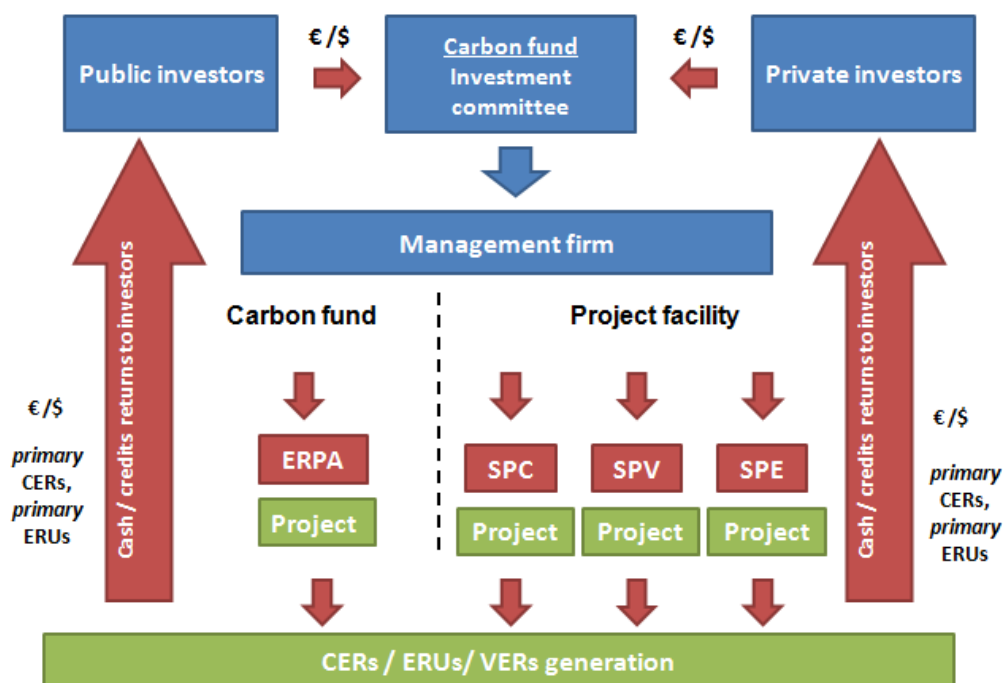 € /$
€ /$
Public investors
Carbon fund
Investment
committee
Private investors
Management firm
Carbon fund
Project facility
Cash / credits returns to investors
Cash / credits returns to investors
€ /$
primary
CERs,
primary
ERUs
€ /$
primary
CERs,
primary
ERUs
ERPA
SPC
SPV
SPE
Project
Project
Project
Project
CERs / ERUs/ VERs generation